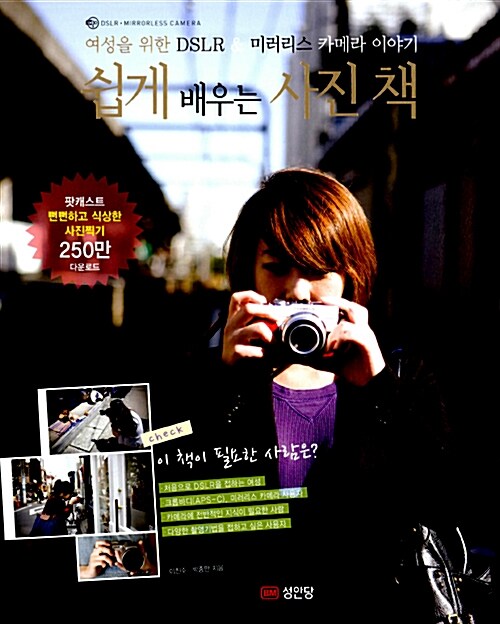 DSLR · MIRRORLESS CAMERA
여성을 위한 DSLR & 미러리스 카메라 이야기
쉽게 배우는 사진 책
팟캐스트
뻔뻔하고 식상한
사진찍기
250만
다운로드
check
이 책이 필요한 사람은?
· 처음으로 DSLR을 접하는 여성
· 크롭바디(APS-C), 미러리스 카메라 사용자
· 카메라에 전반적인 지식이 필요한 사람
· 다양한 촬영기법을 접하고 싶은 사용자
지음
BM 성안당